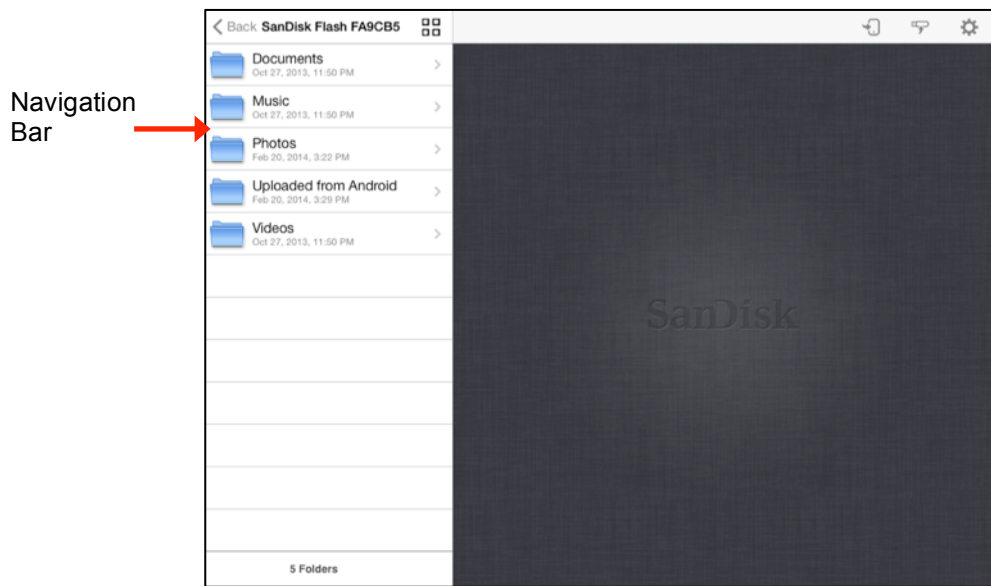 Back SanDisk Flash FA9CB5
Navigation
Bar
Documents
Oct 27, 2013, 11:50 PM
Music
Oct 27, 2013, 11:50 PM
Photos
Feb 20, 2014, 3:22 PM
Uploaded from Android
Feb 20, 2014, 3:29 PM
Videos
Oct 27, 2013, 11:50 PM
SanDisk
5 Folders